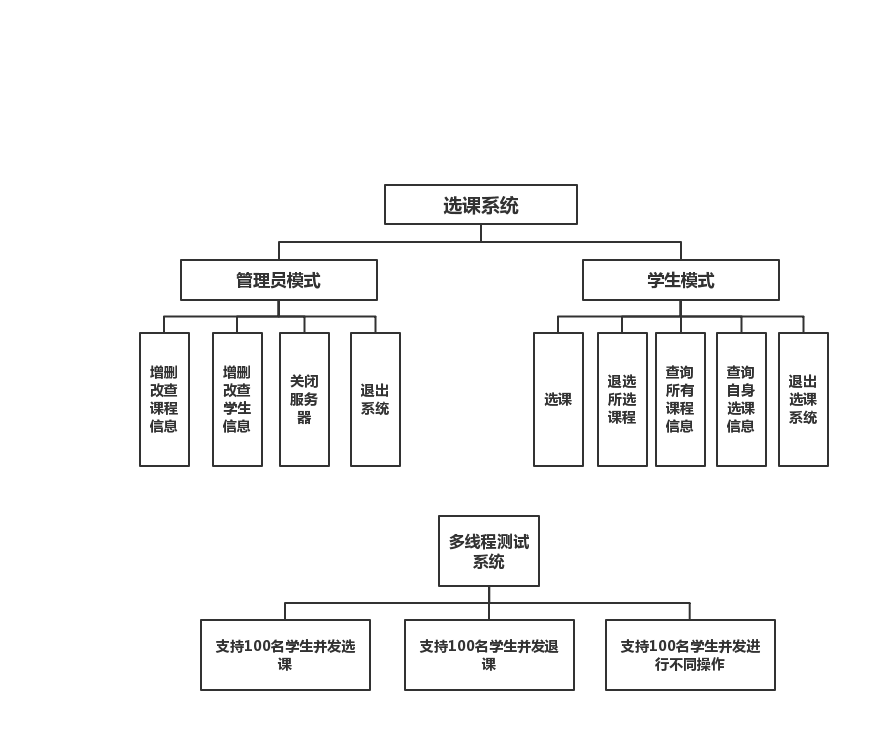 选课系统
管理员模式
学生模式
增删
改查
课程
信息
增删
改查
学生
信息
关闭
服务
器
退出
系统
选课
退选
所选
课程
查询
所有
课程
信息
查询
自身
选课
信息
退出
选课
系统
多线程测试
系统
支持100名学生并发选
课
支持100名学生并发退
课
支持100名学生并发进
行不同操作